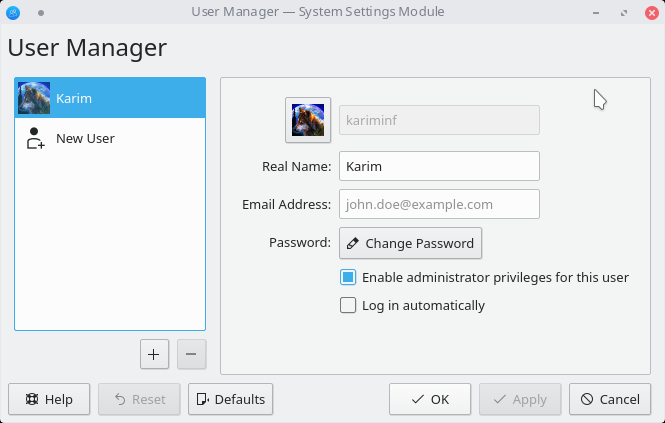 User Manager — System Settings Module
User Manager
Karim
New User
kariminf
Real Name: Karim
Email Address: john.doe@example.com
Password: Change Password
Enable administrator privileges for this user
Log in automatically
Help Reset Defaults OK Apply Cancel